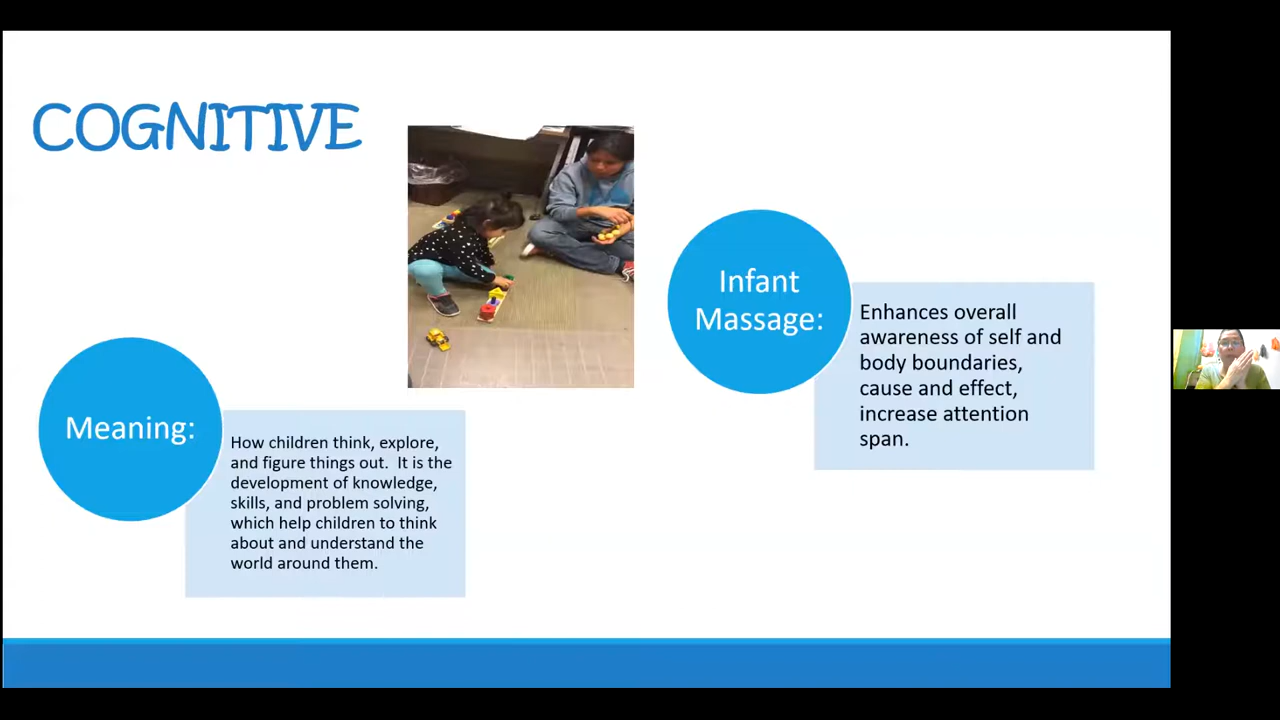 COGNITIVE
Meaning:
How children think, explore,
and figure things out.  It is the
development of knowledge,
skills, and problem solving,
which help children to think
about and understand the
world around them.
Infant
Massage:
Enhances overall
awareness of self and
body boundaries,
cause and effect,
increase attention
span.